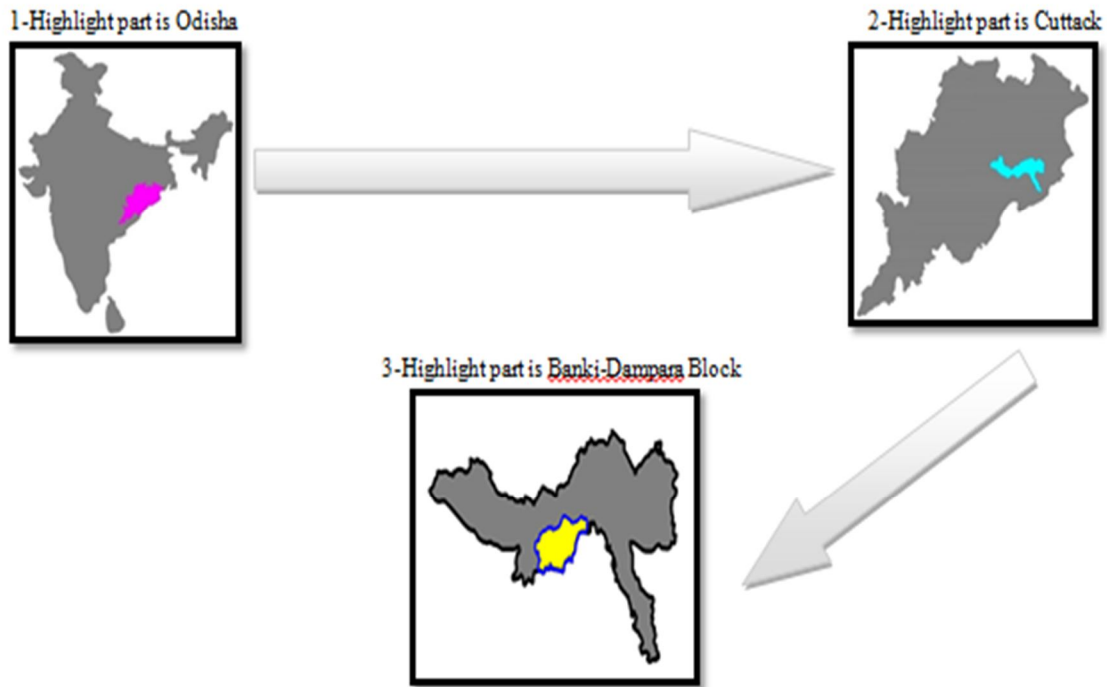 1-Highlight part is Odisha
2-Highlight part is Cuttack
3-Highlight part is Banki-Dampara Block